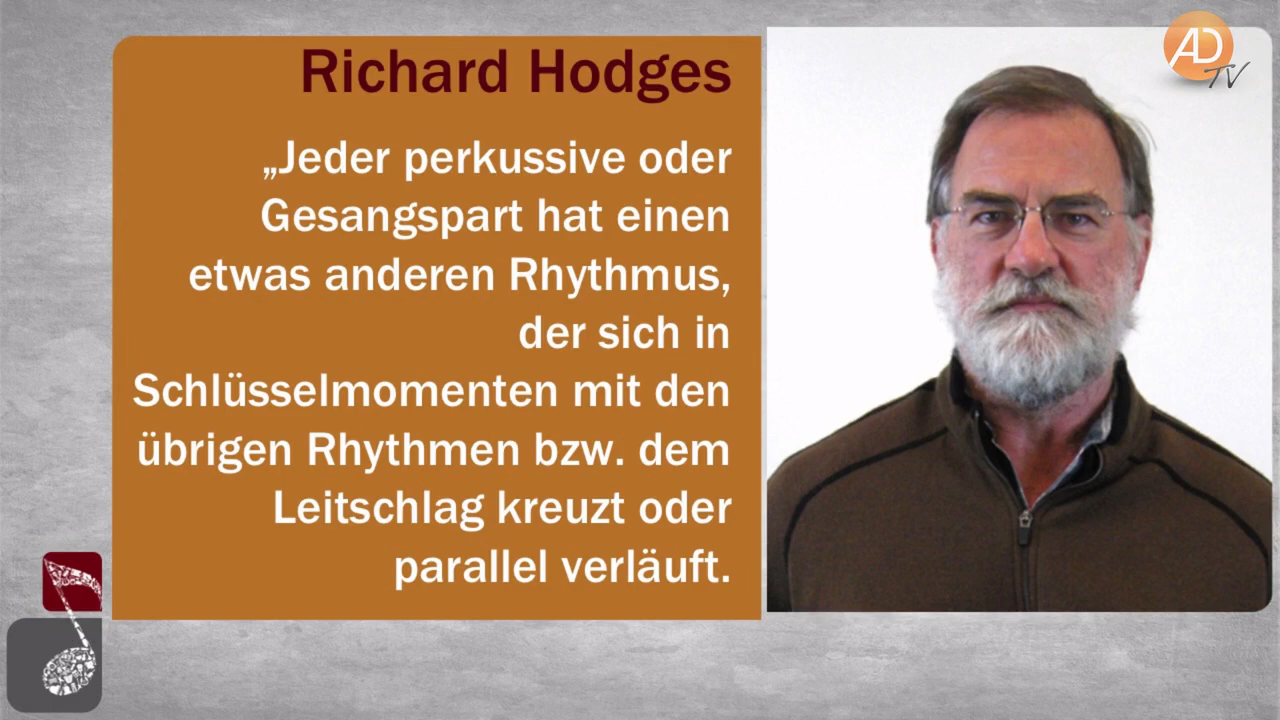 AD
TV
Richard Hodges
„Jeder perkussive oder
Gesangspart hat einen
etwas anderen Rhythmus,
der sich in
Schlüsselmomenten mit den
übrigen Rhythmen bzw. dem
Leitschlag kreuzt oder
parallel verläuft.